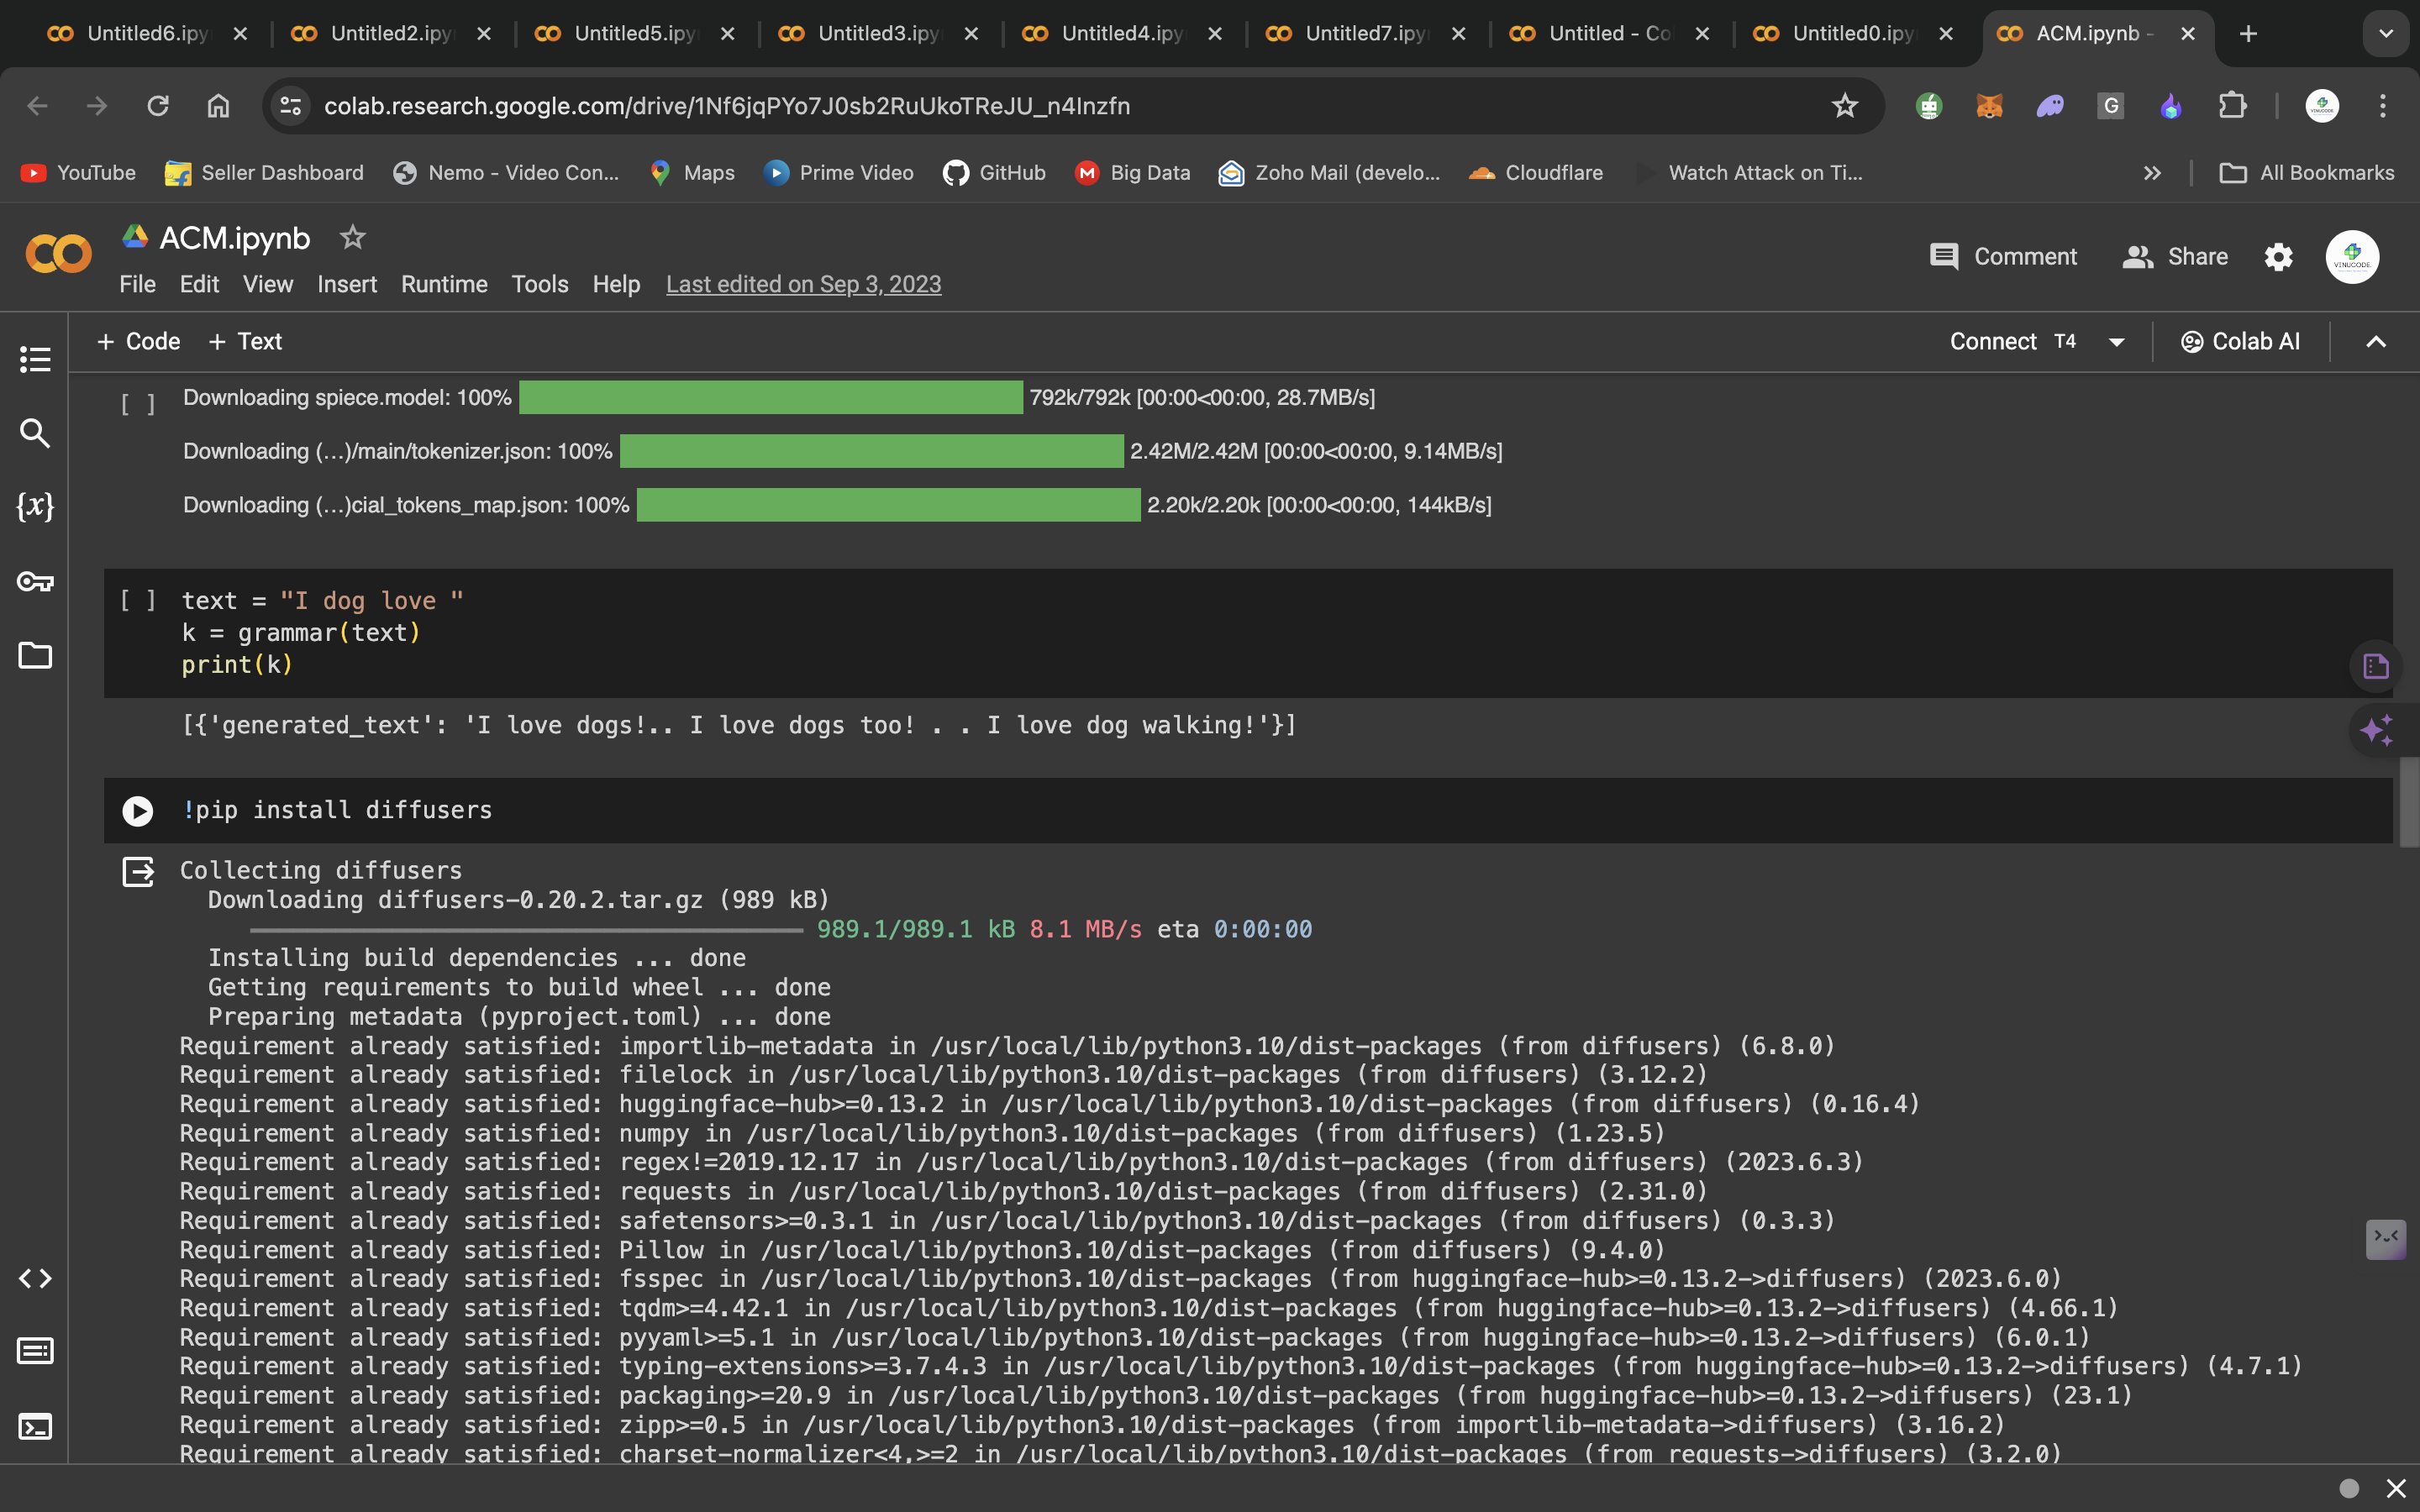 Untitled6.ipy
Untitled2.ipy
Untitled5.ipy
Untitled3.ipy
Untitled4.ipy
Untitled7.ipy
Untitled - Co
Untitled0.ipy
ACM.ipynb -
colab.research.google.com/drive/1Nf6jqPYo7J0sb2RuUkoTReJU_n4Inzfn
G
YouTube
Seller Dashboard
Nemo - Video Con...
Maps
Prime Video
GitHub
Big Data
Zoho Mail (develo...
Cloudflare
Watch Attack on Ti...
All Bookmarks
ACM.ipynb
Comment
Share
VINUCODE
File Edit View Insert Runtime Tools Help Last edited on Sep 3, 2023
+ Code + Text
Connect T4
Colab AI
[ ] Downloading spiece.model: 100% 792k/792k [00:00<00:00, 28.7MB/s]
Downloading (…)/main/tokenizer.json: 100% 2.42M/2.42M [00:00<00:00, 9.14MB/s]
Downloading (…)cial_tokens_map.json: 100% 2.20k/2.20k [00:00<00:00, 144kB/s]
{x}
[ ] text = "I dog love "
k = grammar(text)
print(k)
[{'generated_text': 'I love dogs!.. I love dogs too! . . I love dog walking!'}]
!pip install diffusers
Collecting diffusers
Downloading diffusers-0.20.2.tar.gz (989 kB)
989.1/989.1 kB 8.1 MB/s eta 0:00:00
Installing build dependencies ... done
Getting requirements to build wheel ... done
Preparing metadata (pyproject.toml) ... done
Requirement already satisfied: importlib-metadata in /usr/local/lib/python3.10/dist-packages (from diffusers) (6.8.0)
Requirement already satisfied: filelock in /usr/local/lib/python3.10/dist-packages (from diffusers) (3.12.2)
Requirement already satisfied: huggingface-hub>=0.13.2 in /usr/local/lib/python3.10/dist-packages (from diffusers) (0.16.4)
Requirement already satisfied: numpy in /usr/local/lib/python3.10/dist-packages (from diffusers) (1.23.5)
Requirement already satisfied: regex!=2019.12.17 in /usr/local/lib/python3.10/dist-packages (from diffusers) (2023.6.3)
Requirement already satisfied: requests in /usr/local/lib/python3.10/dist-packages (from diffusers) (2.31.0)
Requirement already satisfied: safetensors>=0.3.1 in /usr/local/lib/python3.10/dist-packages (from diffusers) (0.3.3)
Requirement already satisfied: Pillow in /usr/local/lib/python3.10/dist-packages (from diffusers) (9.4.0)
Requirement already satisfied: fsspec in /usr/local/lib/python3.10/dist-packages (from huggingface-hub>=0.13.2->diffusers) (2023.6.0)
Requirement already satisfied: tqdm>=4.42.1 in /usr/local/lib/python3.10/dist-packages (from huggingface-hub>=0.13.2->diffusers) (4.66.1)
Requirement already satisfied: pyyaml>=5.1 in /usr/local/lib/python3.10/dist-packages (from huggingface-hub>=0.13.2->diffusers) (6.0.1)
Requirement already satisfied: typing-extensions>=3.7.4.3 in /usr/local/lib/python3.10/dist-packages (from huggingface-hub>=0.13.2->diffusers) (4.7.1)
Requirement already satisfied: packaging>=20.9 in /usr/local/lib/python3.10/dist-packages (from huggingface-hub>=0.13.2->diffusers) (23.1)
Requirement already satisfied: zipp>=0.5 in /usr/local/lib/python3.10/dist-packages (from importlib-metadata->diffusers) (3.16.2)
Requirement already satisfied: charset-normalizer<4,>=2 in /usr/local/lib/python3.10/dist-packages (from requests->diffusers) (3.2.0)